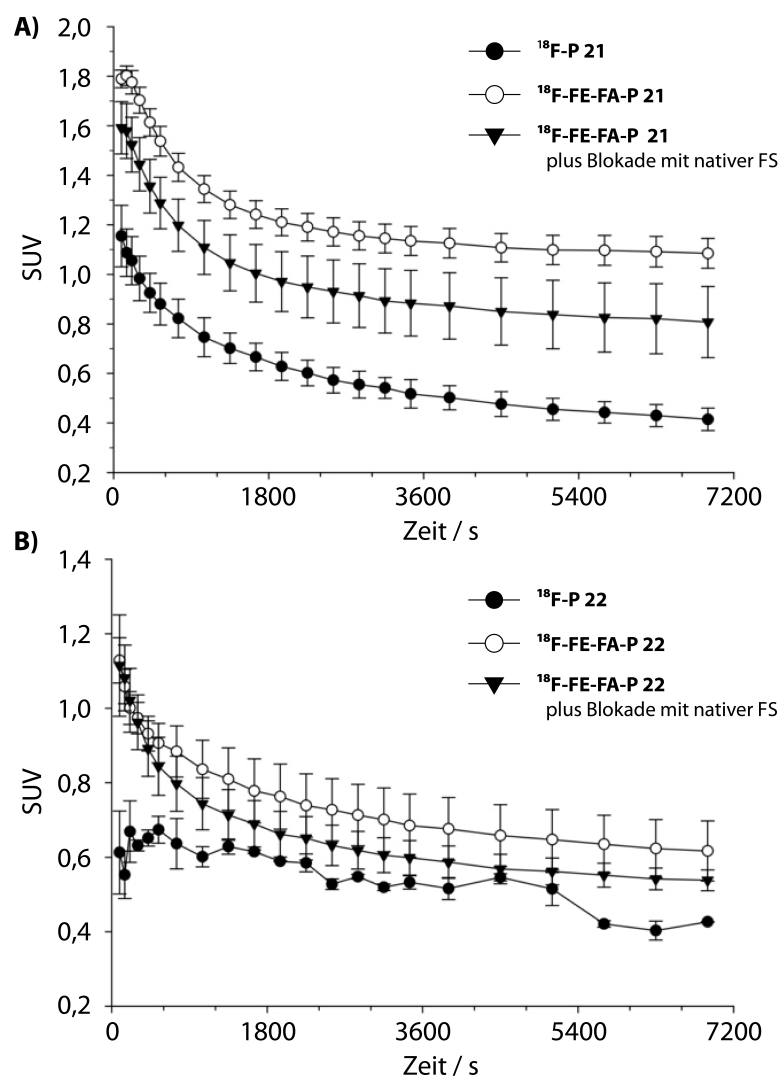 A)
2,0
1,8
1,6
1,4
1,2
1,0
0,8
0,6
0,4
0,2
SUV
¹⁸F-P 21
¹⁸F-FE-FA-P 21
¹⁸F-FE-FA-P 21
plus Blokade mit nativer FS
0 1800 3600 5400 7200
Zeit / s
B)
1,4
1,2
1,0
0,8
0,6
0,4
0,2
SUV
¹⁸F-P 22
¹⁸F-FE-FA-P 22
¹⁸F-FE-FA-P 22
plus Blokade mit nativer FS
0 1800 3600 5400 7200
Zeit / s